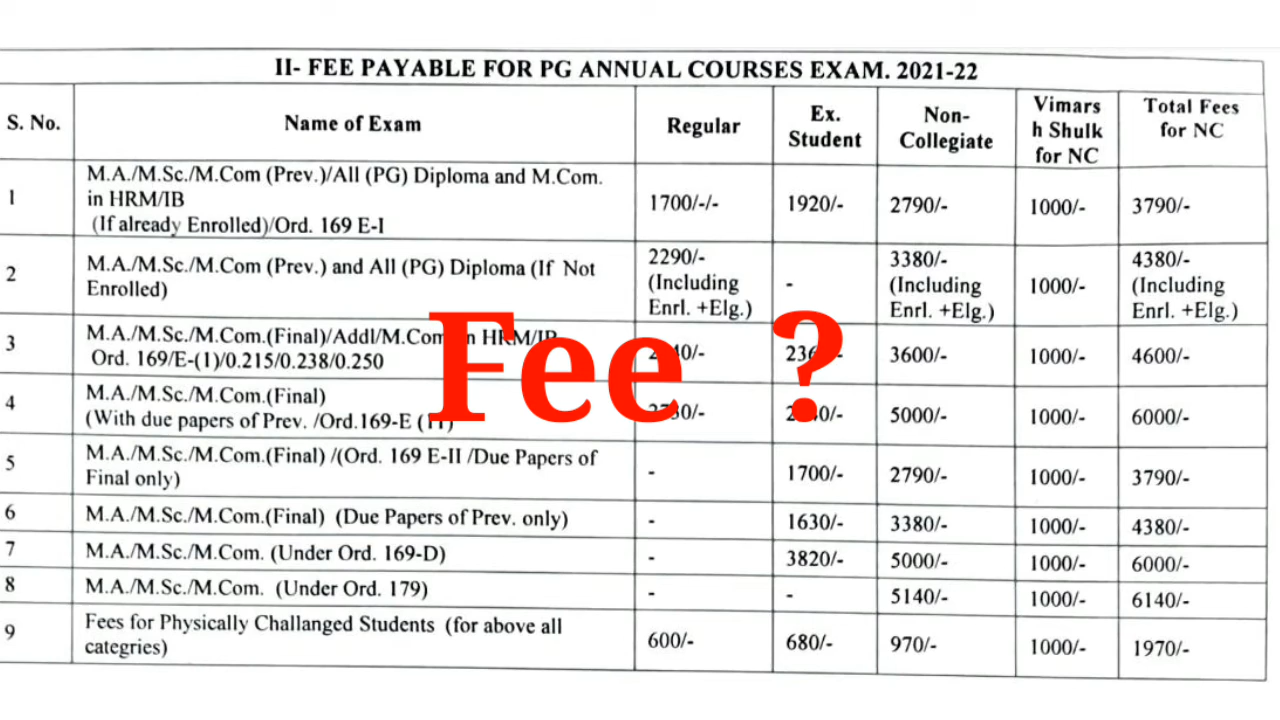 II- FEE PAYABLE FOR PG ANNUAL COURSES EXAM. 2021-22
S. No.
Name of Exam
Regular
Ex.
Student
Non-
Collegiate
Vimars
h Shulk
for NC
Total Fees
for NC
1
M.A./M.Sc./M.Com (Prev.)/All (PG) Diploma and M.Com.
in HRM/IB
(If already Enrolled)/Ord. 169 E-I
1700/-/-
1920/-
2790/-
1000/-
3790/-
2
M.A./M.Sc./M.Com (Prev.) and All (PG) Diploma (If Not
Enrolled)
2290/-
(Including
Enrl. +Elg.)
-
3380/-
(Including
Enrl. +Elg.)
1000/-
4380/-
(Including
Enrl. +Elg.)
3
M.A./M.Sc./M.Com.(Final)/Addl/M.Com in HRM/IB
Ord. 169/E-(1)/0.215/0.238/0.250
3600/-
1000/-
4600/-
4
M.A./M.Sc./M.Com.(Final)
(With due papers of Prev. /Ord.169-E
5000/-
1000/-
6000/-
Fee ?
5
M.A./M.Sc./M.Com.(Final) /(Ord. 169 E-II /Due Papers of
Final only)
-
1700/-
2790/-
1000/-
3790/-
6
M.A./M.Sc./M.Com.(Final) (Due Papers of Prev. only)
-
1630/-
3380/-
1000/-
4380/-
7
M.A./M.Sc./M.Com. (Under Ord. 169-D)
-
3820/-
5000/-
1000/-
6000/-
8
M.A./M.Sc./M.Com. (Under Ord. 179)
-
-
5140/-
1000/-
6140/-
9
Fees for Physically Challanged Students (for above all
categries)
600/-
680/-
970/-
1000/-
1970/-